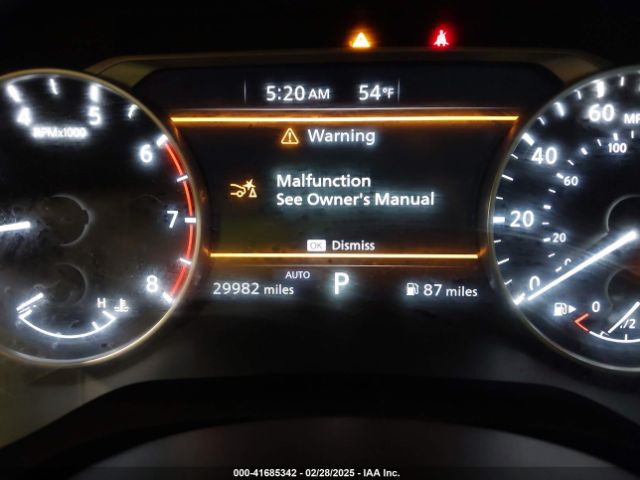 5:20 AM 54°F
4 5 6 7 8
RPMx1000
Warning
Malfunction
See Owner's Manual
OK Dismiss
AUTO
29982 miles P 87 miles
H
0 20 40 60
20 60 100
0 1/2
000-41685342 - 02/28/2025 - IAA Inc.